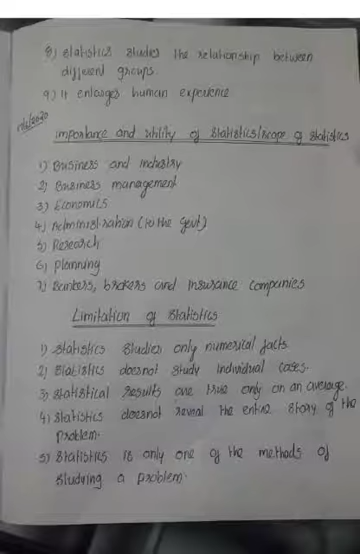 8) Statistics studies the relationship between
different groups.
9) It enlarges human experience
Importance and utility of Statistics/scope of Statistics
1) Business and industry
2) Business management
3) Economics
4) Administration (to the Govt)
5) Research
6) planning
7) Bankers, brokers and Insurance companies
Limitation of Statistics
1) Statistics studies only numerical facts.
2) Statistics doesnot study individual cases.
3) Statistical results are true only on an average.
4) Statistics doesnot reveal the entire story of the
problem.
5) Statistics is only one of the methods of
studying a problem.